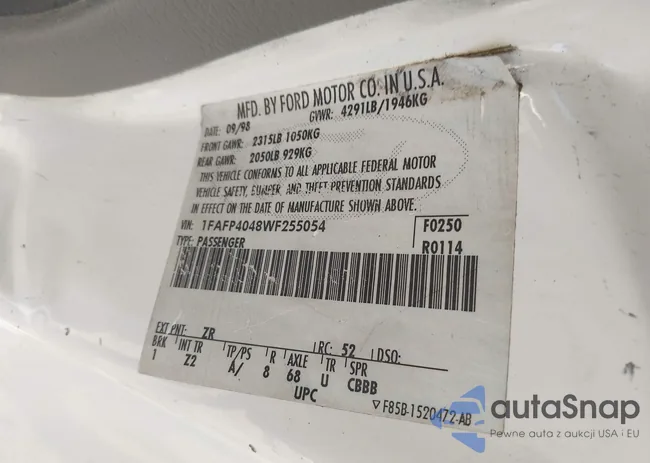 MFD. BY FORD MOTOR CO. IN U.S.A.
DATE: 09/98 GVWR: 4291LB/1946KG
FRONT GAWR: 2315LB 1050KG
REAR GAWR: 2050LB 929KG
THIS VEHICLE CONFORMS TO ALL APPLICABLE FEDERAL MOTOR
VEHICLE SAFETY, BUMPER, AND THEFT PREVENTION STANDARDS
IN EFFECT ON THE DATE OF MANUFACTURE SHOWN ABOVE.
VIN: 1FAFP4048WF255054 F0250
TYPE: PASSENGER R0114
EXT PNT: ZR RC: 52 DSO:
BRK INT TR TP/PS R AXLE TR SPR
1 Z2 A/ 8 68 U CBBB
UPC
▽ F85B-1520472-AB
autaSnap
Pewne auta z aukcji USA i EU